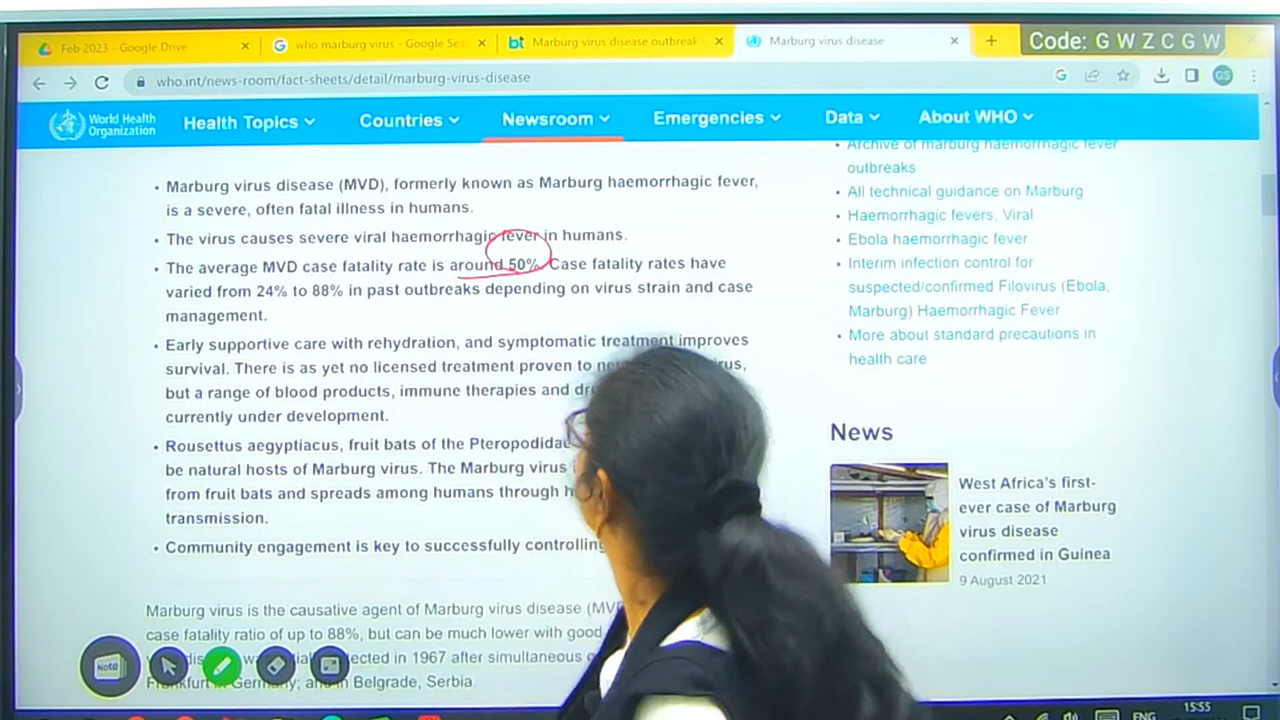 Feb 2023 - Google Drive
who marburg virus - Google Sea
bt Marburg virus disease outbreak
Marburg virus disease
Code: G W Z C G W
who.int/news-room/fact-sheets/detail/marburg-virus-disease
GS
World Health
Organization
Health Topics
Countries
Newsroom
Emergencies
Data
About WHO
• Marburg virus disease (MVD), formerly known as Marburg haemorrhagic fever,
is a severe, often fatal illness in humans.
• The virus causes severe viral haemorrhagic fever in humans.
• The average MVD case fatality rate is around 50%. Case fatality rates have
varied from 24% to 88% in past outbreaks depending on virus strain and case
management.
• Early supportive care with rehydration, and symptomatic treatment improves
survival. There is as yet no licensed treatment proven to
but a range of blood products, immune therapies and
currently under development.
• Rousettus aegyptiacus, fruit bats of the Pteropodidae
be natural hosts of Marburg virus. The Marburg virus
from fruit bats and spreads among humans through
transmission.
• Community engagement is key to successfully controlling
Marburg virus is the causative agent of Marburg virus disease (MVD
case fatality ratio of up to 88%, but can be much lower with good
in 1967 after simultaneous
Frankfurt in Germany; and in Belgrade, Serbia.
• Archive of marburg haemorrhagic fever
outbreaks
• All technical guidance on Marburg
• Haemorrhagic fevers, Viral
• Ebola haemorrhagic fever
• Interim infection control for
suspected/confirmed Filovirus (Ebola,
Marburg) Haemorrhagic Fever
• More about standard precautions in
health care
News
West Africa's first-
ever case of Marburg
virus disease
confirmed in Guinea
9 August 2021
Note
ENG
15:55